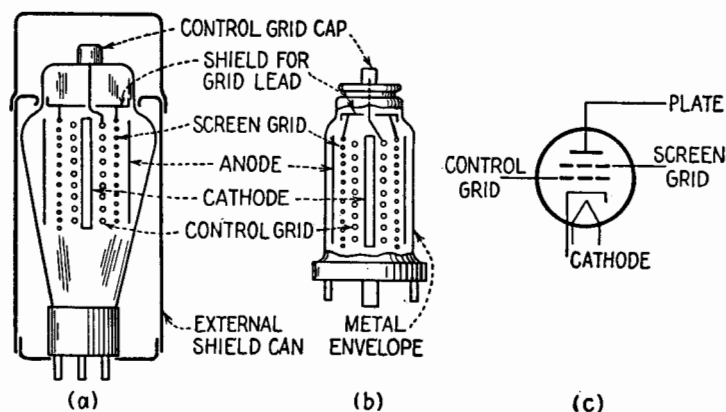 CONTROL GRID CAP
SHIELD FOR
GRID LEAD
SCREEN GRID
ANODE
CATHODE
CONTROL GRID
EXTERNAL
SHIELD CAN
METAL
ENVELOPE
PLATE
CONTROL
GRID
SCREEN
GRID
CATHODE
(a)
(b)
(c)